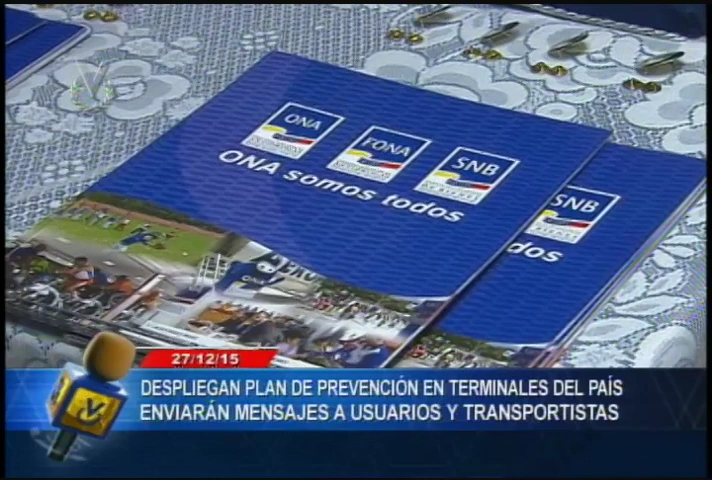 ONA
FONA
SNB
ONA somos todos
SNB
dos
27/12/15
DESPLIEGAN PLAN DE PREVENCIÓN EN TERMINALES DEL PAÍS
ENVIARÁN MENSAJES A USUARIOS Y TRANSPORTISTAS